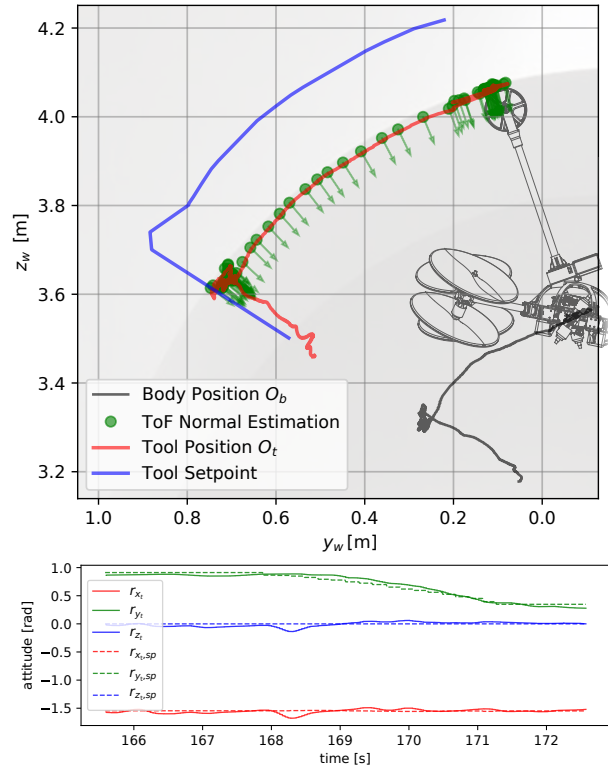 4.2
4.0
3.8
3.6
3.4
3.2
z_w [m]
Body Position O_b
ToF Normal Estimation
Tool Position O_t
Tool Setpoint
1.0 0.8 0.6 0.4 0.2 0.0
y_w [m]
1.0
0.5
0.0
−0.5
−1.0
−1.5
attitude [rad]
r_{x_t}
r_{y_t}
r_{z_t}
r_{x_t,sp}
r_{y_t,sp}
r_{z_t,sp}
166 167 168 169 170 171 172
time [s]